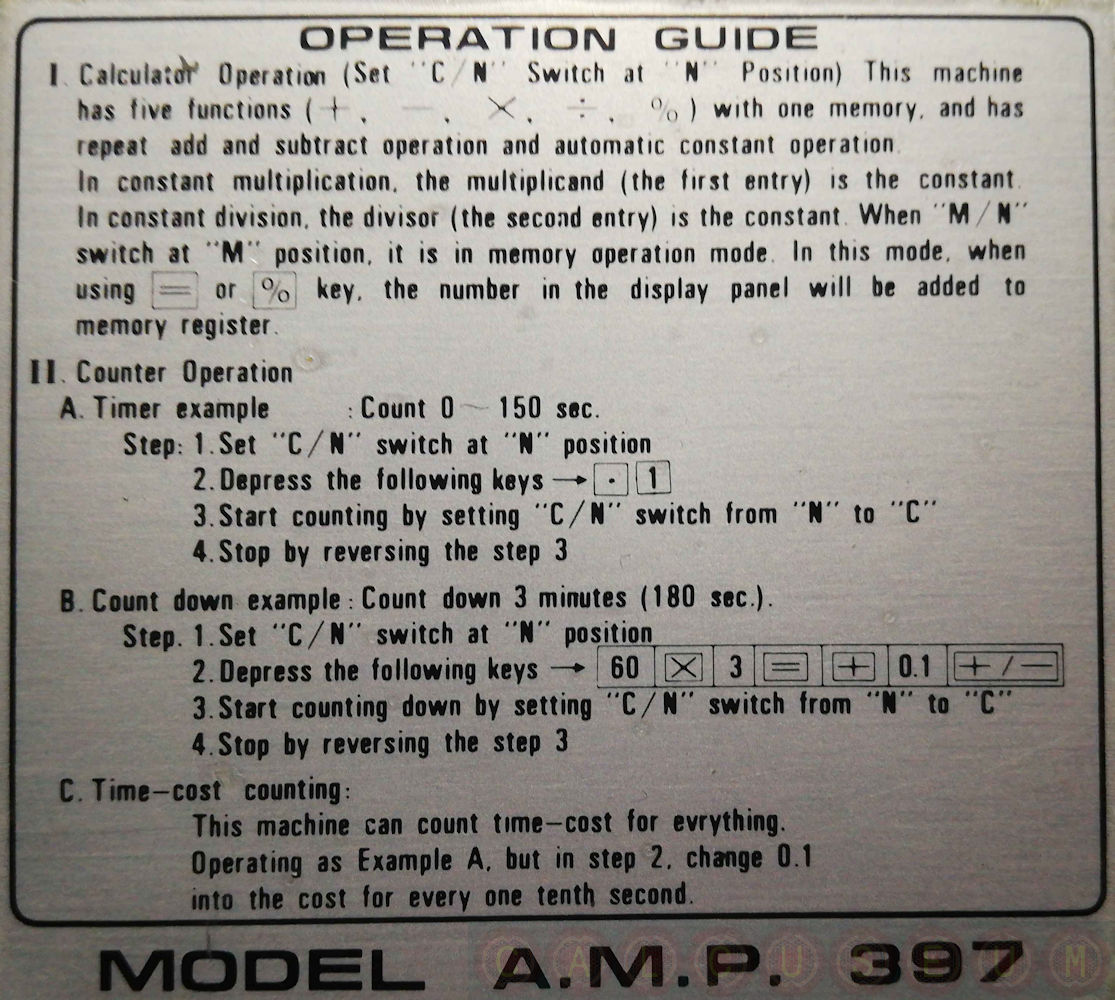 OPERATION GUIDE
I. Calculator Operation (Set "C/N" Switch at "N" Position) This machine
has five functions (+, −, ×, ÷, %) with one memory, and has
repeat add and subtract operation and automatic constant operation.
In constant multiplication, the multiplicand (the first entry) is the constant.
In constant division, the divisor (the second entry) is the constant. When "M/N"
switch at "M" position, it is in memory operation mode. In this mode, when
using = or % key, the number in the display panel will be added to
memory register.
II. Counter Operation
A. Timer example : Count 0~150 sec.
Step: 1. Set "C/N" switch at "N" position
2. Depress the following keys → · 1
3. Start counting by setting "C/N" switch from "N" to "C"
4. Stop by reversing the step 3
B. Count down example : Count down 3 minutes (180 sec.).
Step. 1. Set "C/N" switch at "N" position
2. Depress the following keys → 60 × 3 = + 0.1 +/−
3. Start counting down by setting "C/N" switch from "N" to "C"
4. Stop by reversing the step 3
C. Time–cost counting:
This machine can count time–cost for evrything.
Operating as Example A, but in step 2, change 0.1
into the cost for every one tenth second.
MODEL A.M.P. 397
CALCUSEUM